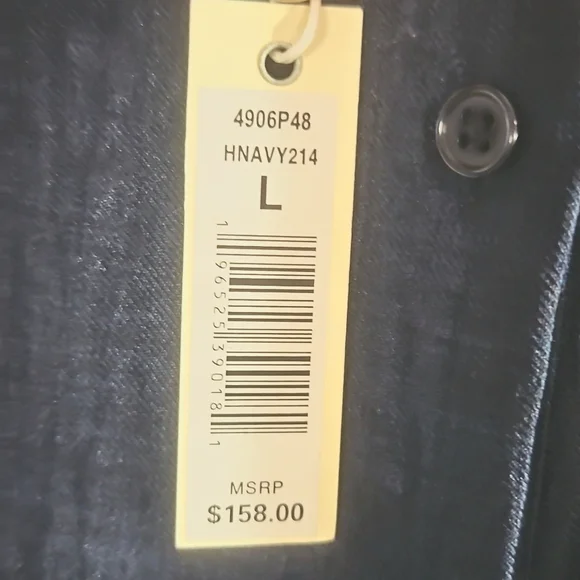 4906P48
HNAVY214
L
1 96525 39018 1
MSRP
$158.00